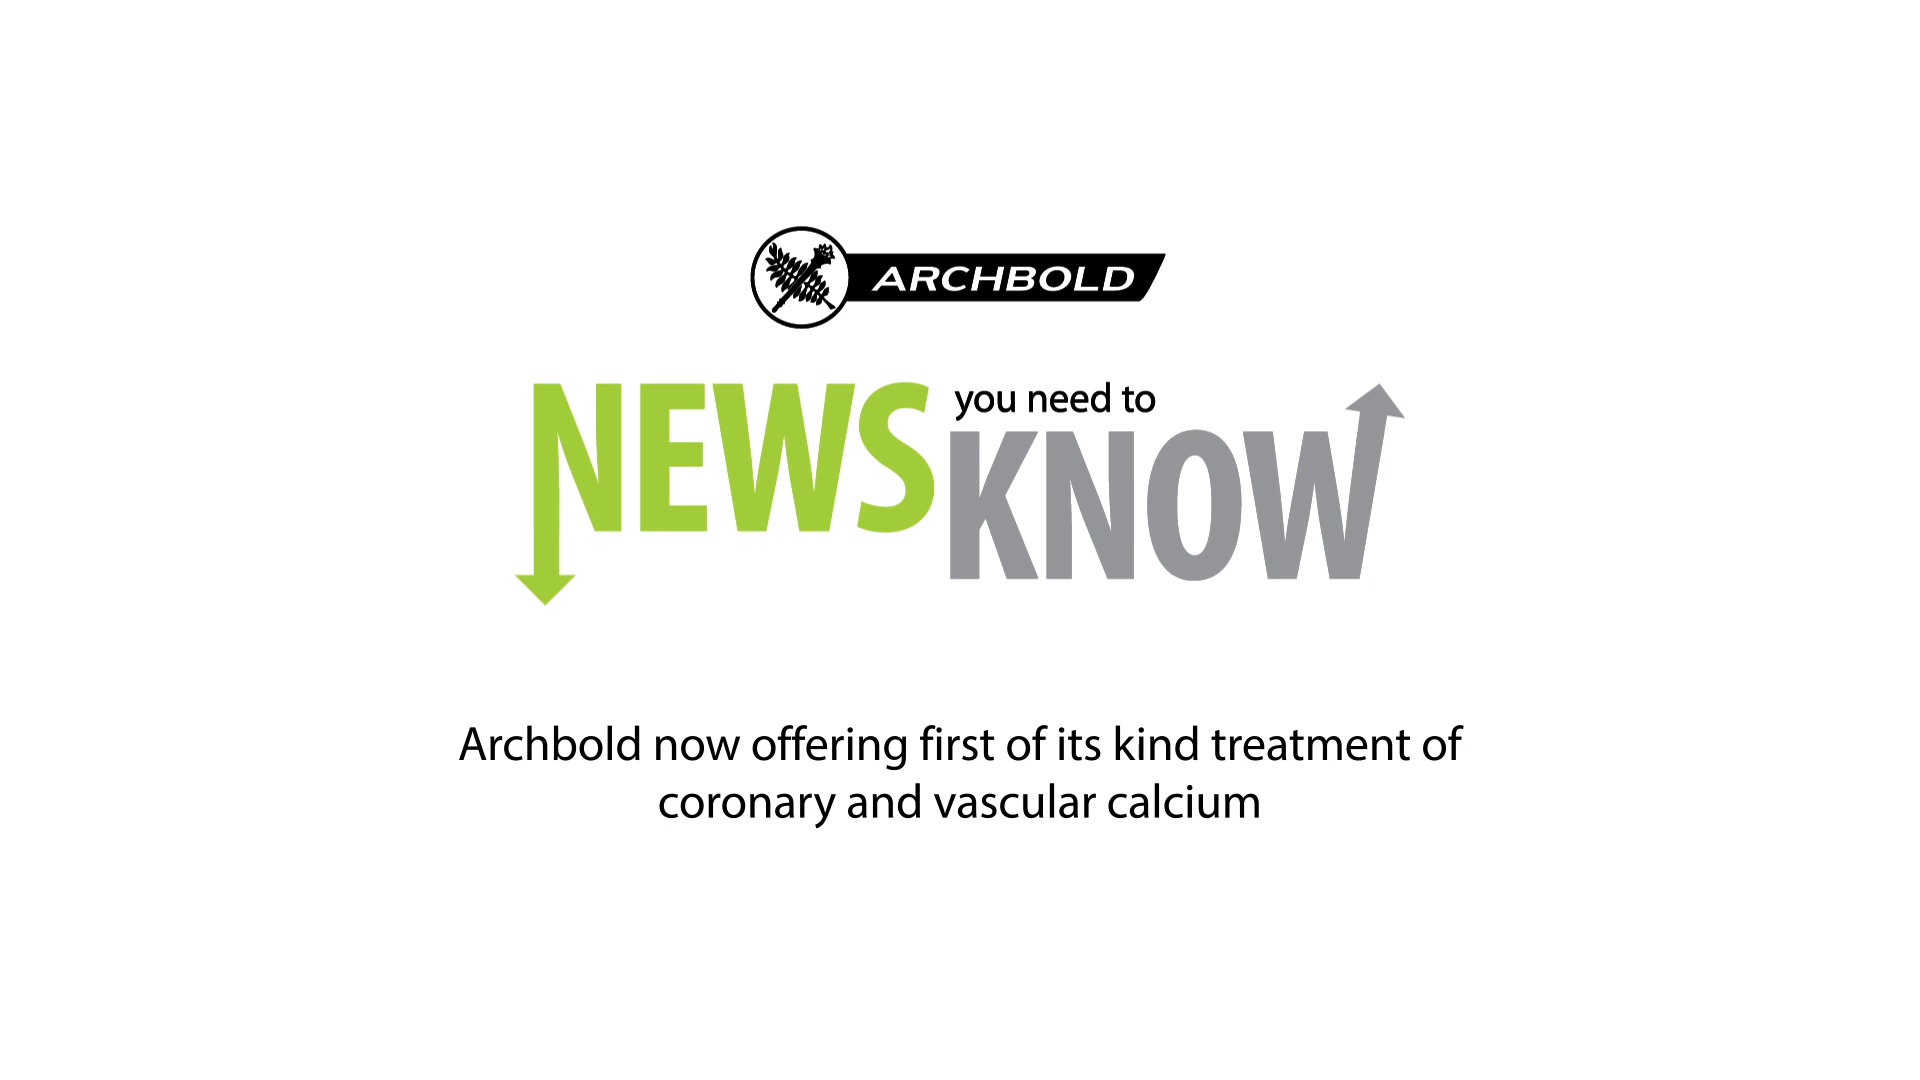 ARCHBOLD
NEWS you need to
KNOW
Archbold now offering first of its kind treatment of
coronary and vascular calcium